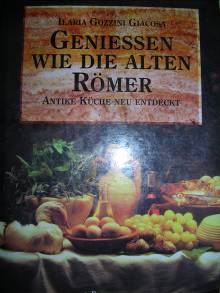 ILARIA GOZZINI GIACOSA
GENIESSEN
WIE DIE ALTEN
RÖMER
ANTIKE KÜCHE NEU ENTDECKT